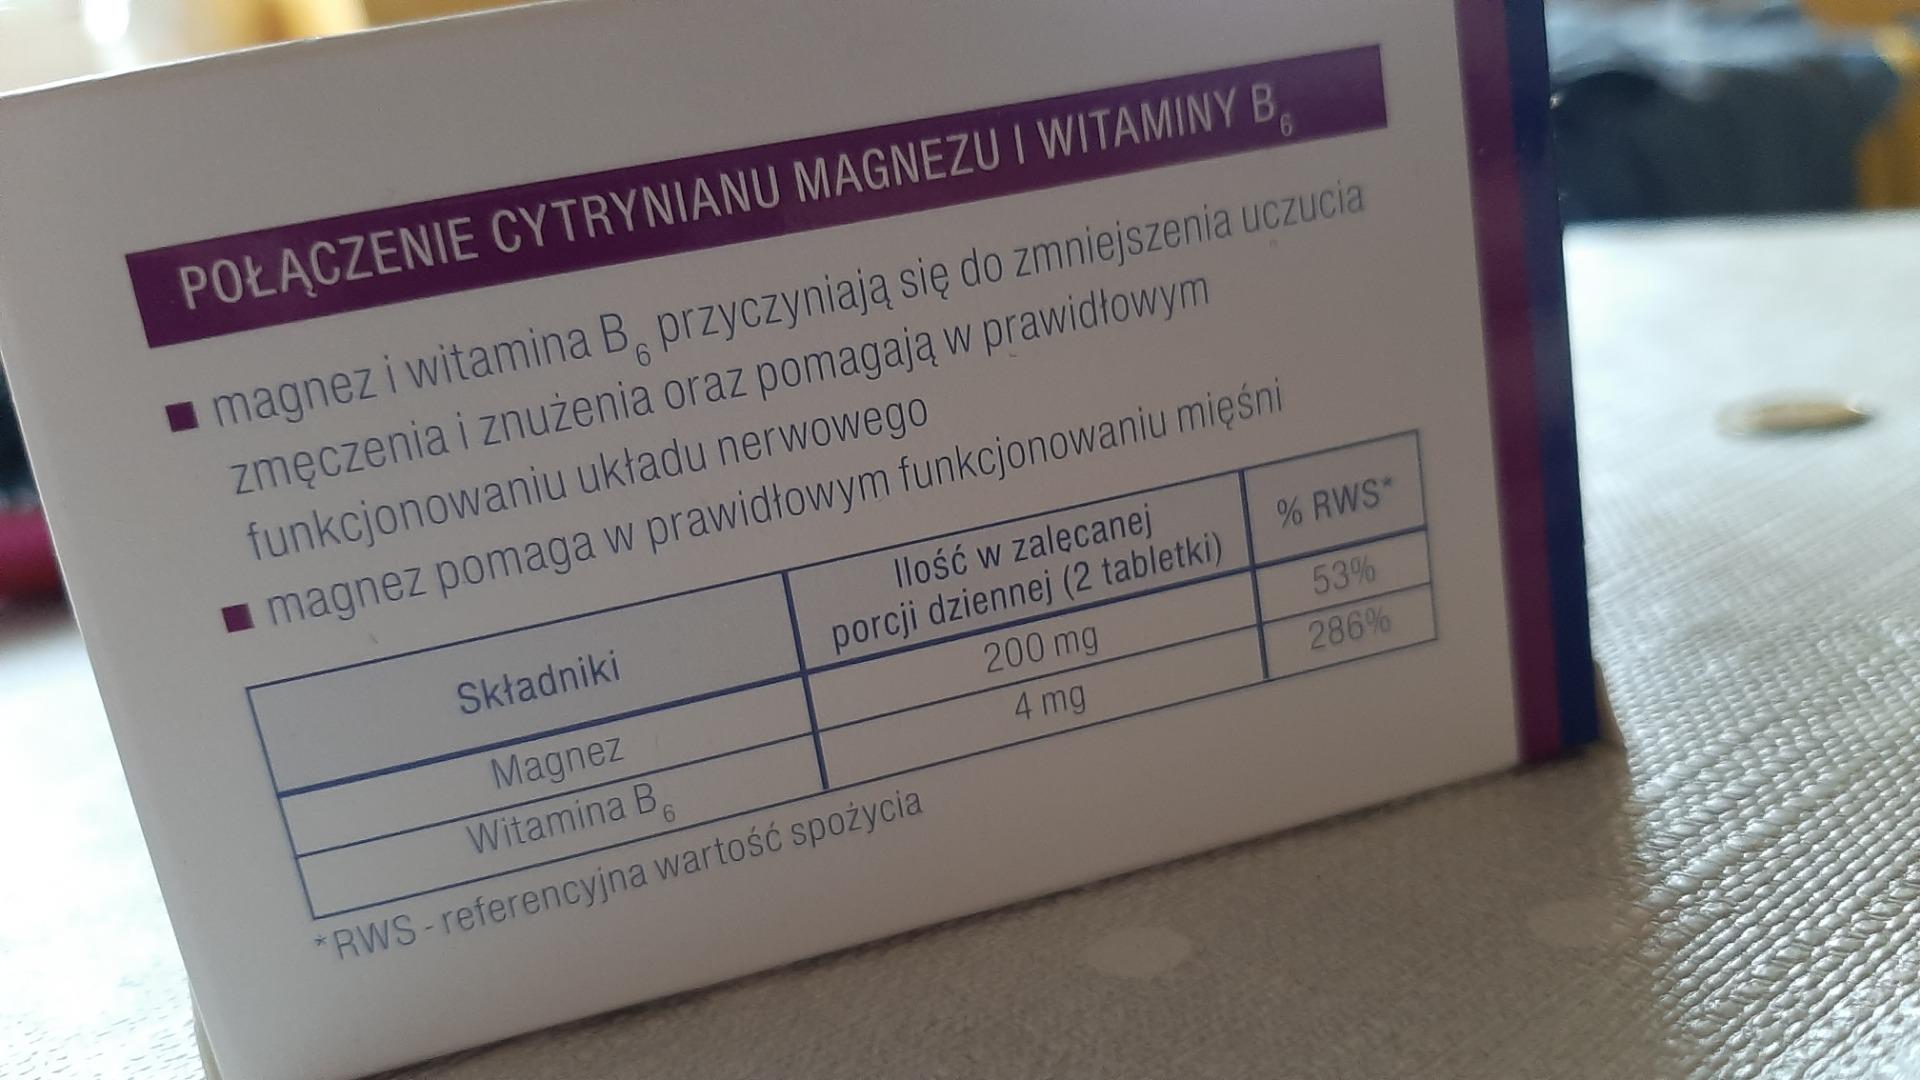 POŁĄCZENIE CYTRYNIANU MAGNEZU I WITAMINY B₆
■ magnez i witamina B₆ przyczyniają się do zmniejszenia uczucia
zmęczenia i znużenia oraz pomagają w prawidłowym
funkcjonowaniu układu nerwowego
■ magnez pomaga w prawidłowym funkcjonowaniu mięśni
Składniki
Ilość w zalecanej
porcji dziennej (2 tabletki)
% RWS*
Magnez 200 mg 53%
Witamina B₆ 4 mg 286%
*RWS - referencyjna wartość spożycia